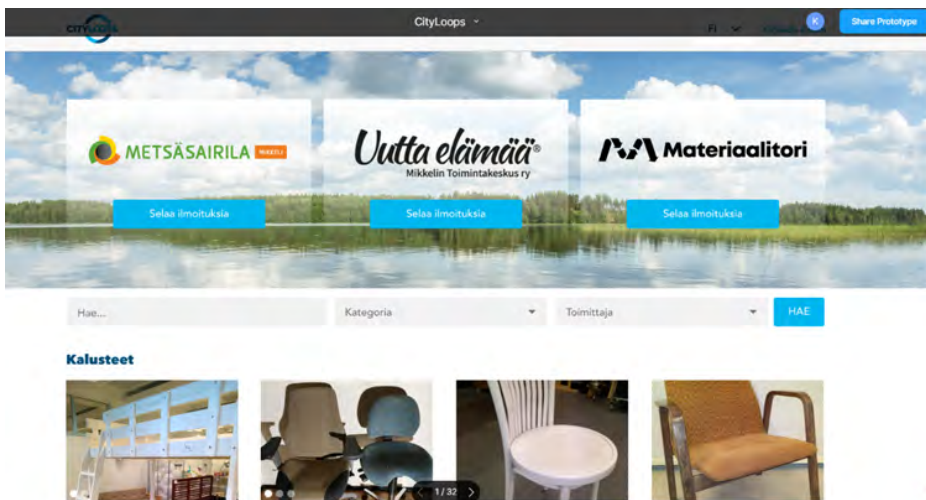 CityLoops
K
Share Prototype
FI
METSÄSAIRILA MIKKELI
Uutta elämää®
Mikkelin Toimintakeskus ry
Materiaalitori
Selaa ilmoituksia
Selaa ilmoituksia
Selaa ilmoituksia
Hae...
Kategoria
Toimittaja
HAE
Kalusteet
1 / 32